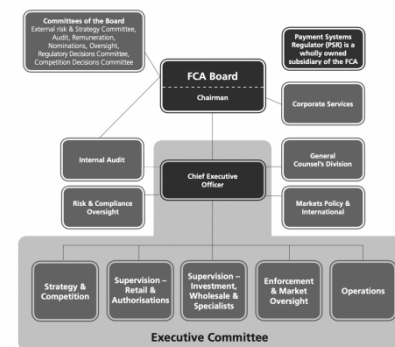 Committees of the Board
External risk & Strategy Committee,
Audit, Remuneration,
Nominations, Oversight,
Regulatory Decisions Committee,
Competition Decisions Committee
Payment Systems
Regulator (PSR) is a
wholly owned
subsidiary of the FCA
FCA Board
Chairman
Corporate Services
Internal Audit
General
Counsel's Division
Chief Executive
Officer
Risk & Compliance
Oversight
Markets Policy &
International
Strategy &
Competition
Supervision –
Retail &
Authorisations
Supervision –
Investment,
Wholesale &
Specialists
Enforcement
& Market
Oversight
Operations
Executive Committee